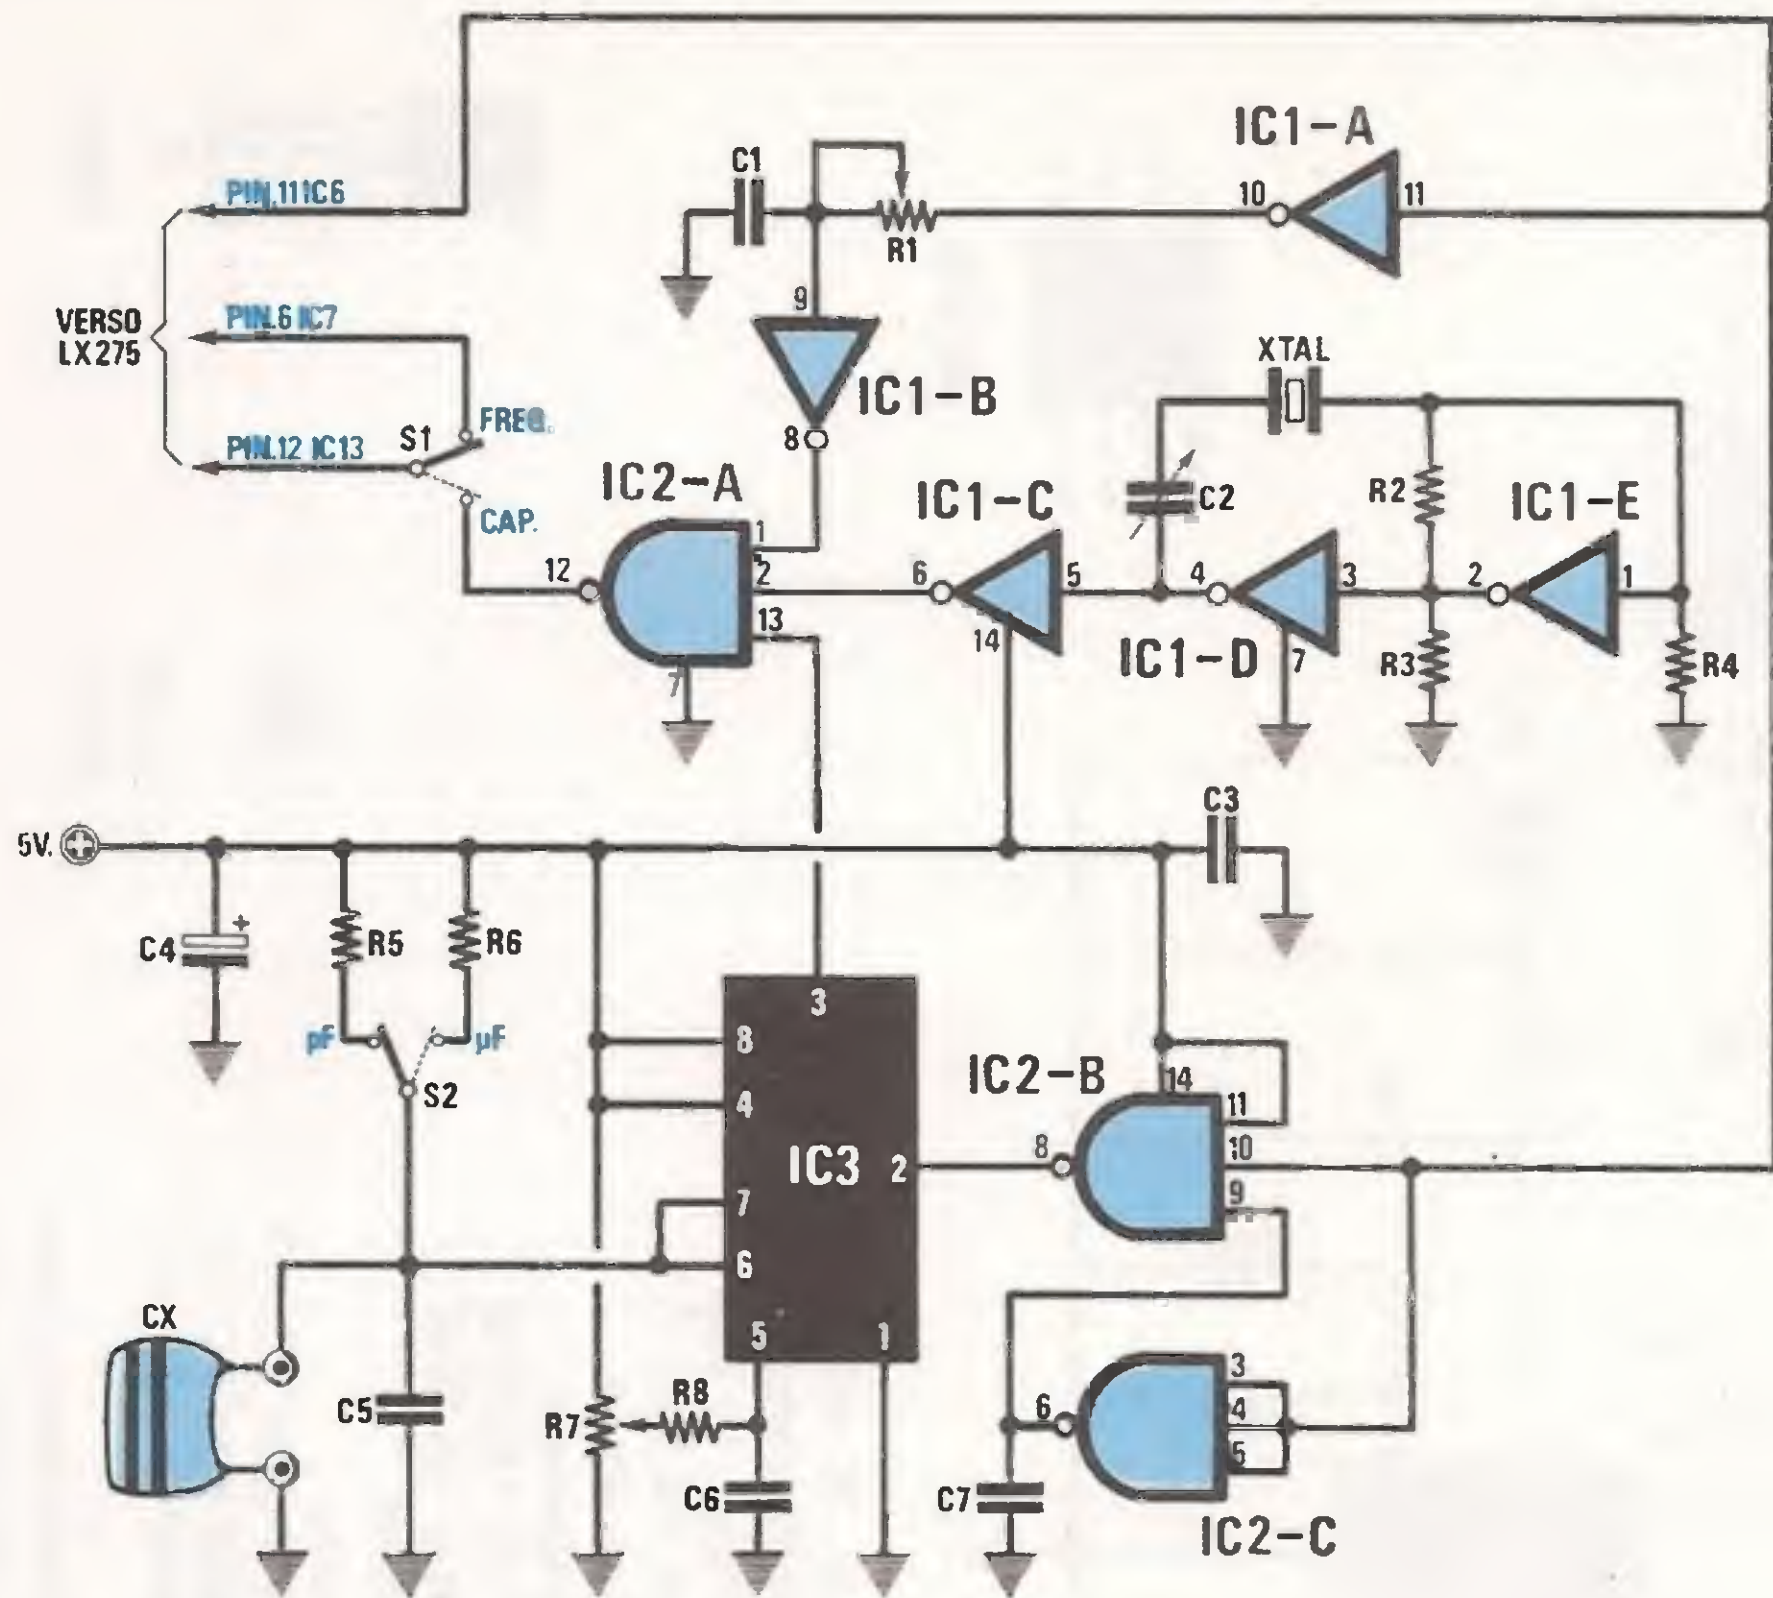 IC1-A
C1
PIN.11 IC6
10
11
R1
9
VERSO
LX275
PIN.6 IC7
XTAL
IC1-B
FREQ.
S1
8
PIN.12 IC13
IC2-A
IC1-C
C2
R2
IC1-E
CAP.
1
12
2
6
5
4
3
2
1
13
14
IC1-D
7
R3
R4
7
C3
5V.
+
C4
R5
R6
3
pF
µF
8
IC2-B
14
S2
4
11
IC3
2
8
10
7
9
6
CX
5
1
3
R8
C5
R7
6
4
5
C6
C7
IC2-C